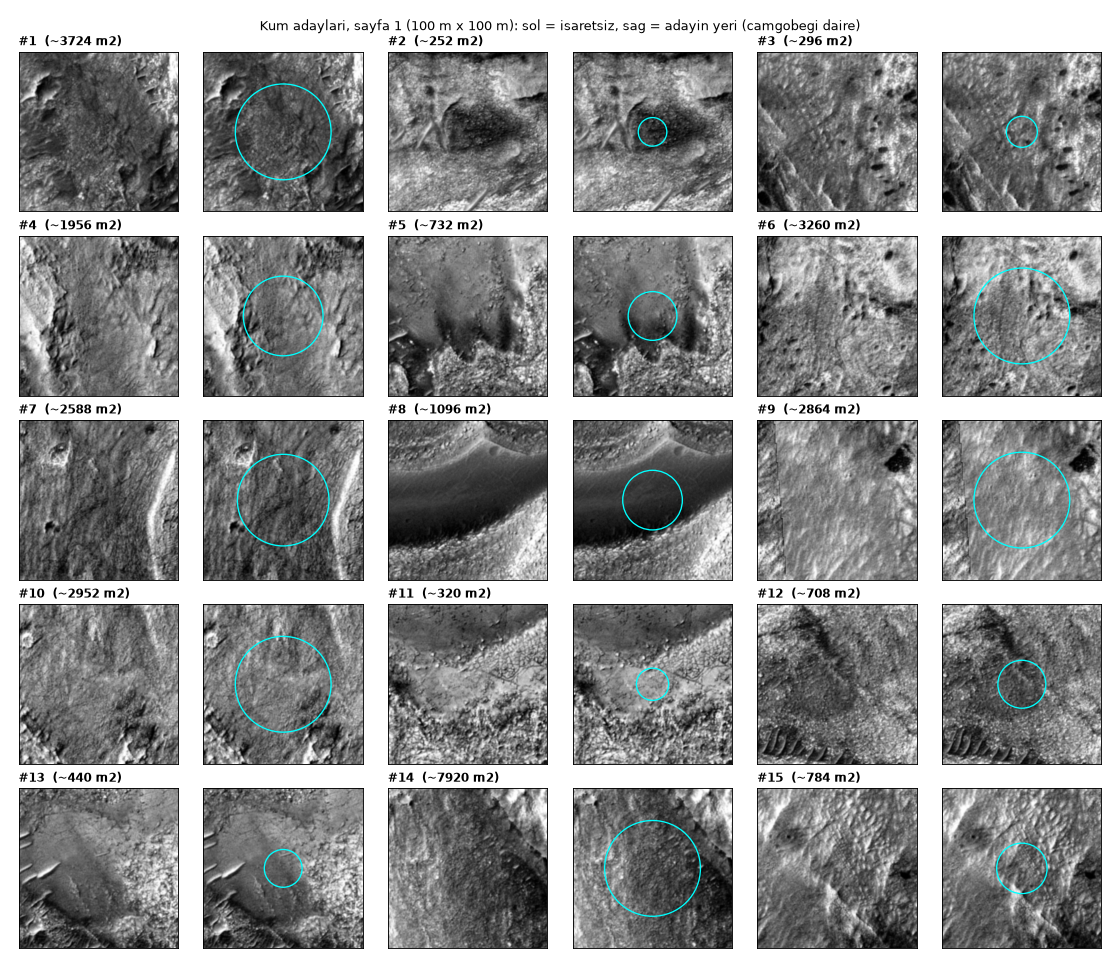 Kum adaylari, sayfa 1 (100 m x 100 m): sol = isaretsiz, sag = adayin yeri (camgobegi daire)
#1 (~3724 m2)
#2 (~252 m2)
#3 (~296 m2)
#4 (~1956 m2)
#5 (~732 m2)
#6 (~3260 m2)
#7 (~2588 m2)
#8 (~1096 m2)
#9 (~2864 m2)
#10 (~2952 m2)
#11 (~320 m2)
#12 (~708 m2)
#13 (~440 m2)
#14 (~7920 m2)
#15 (~784 m2)